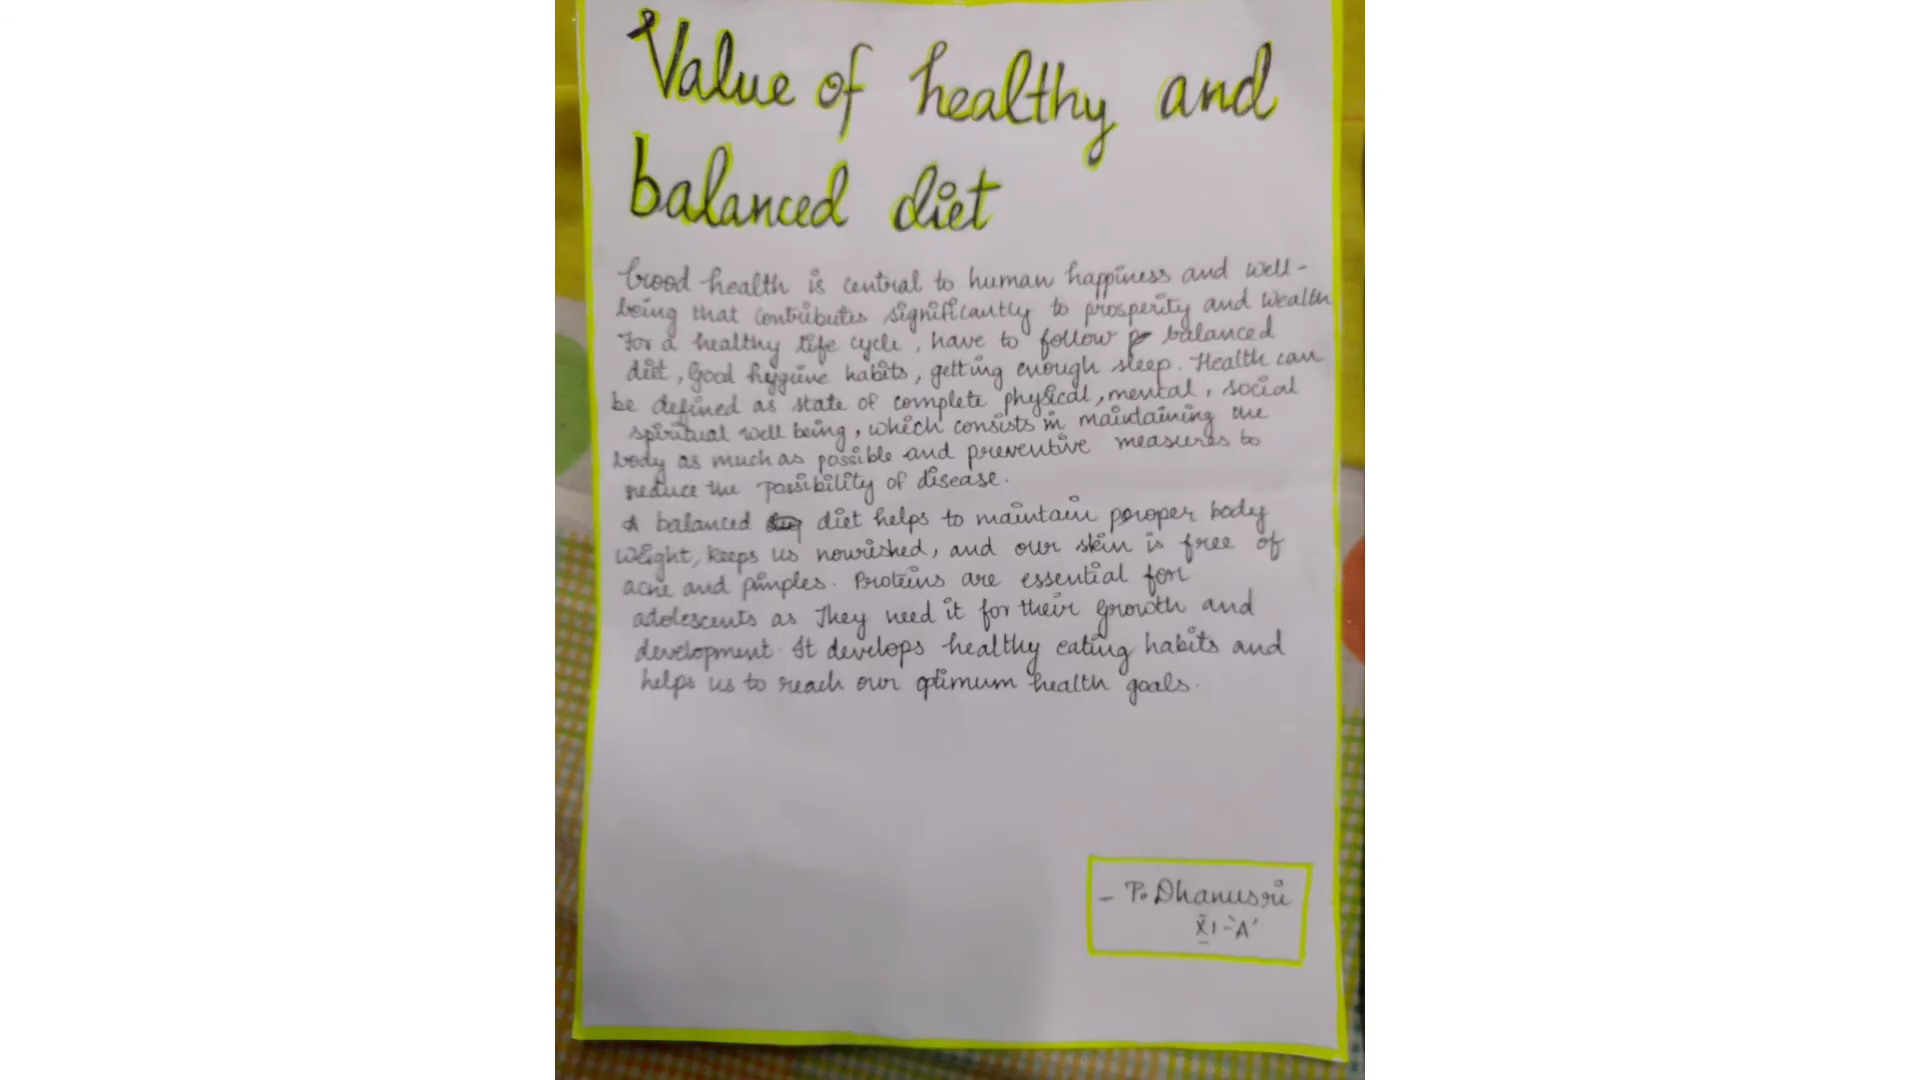 Value of healthy and
balanced diet
Good health is central to human happiness and well-
being that contributes significantly to prosperity and wealth
For a healthy life cycle, have to follow balanced
diet, Good hygiene habits, getting enough sleep. Health can
be defined as state of complete physical, mental, social
spiritual well being, which consists in maintaining the
body as much as possible and preventive measures to
reduce the possibility of disease.
A balanced diet helps to maintain proper body
weight, keeps us nourished, and our skin is free of
acne and pimples. Proteins are essential for
adolescents as They need it for their growth and
development. It develops healthy eating habits and
helps us to reach our optimum health goals.
- P. Dhanusri
XI-'A'